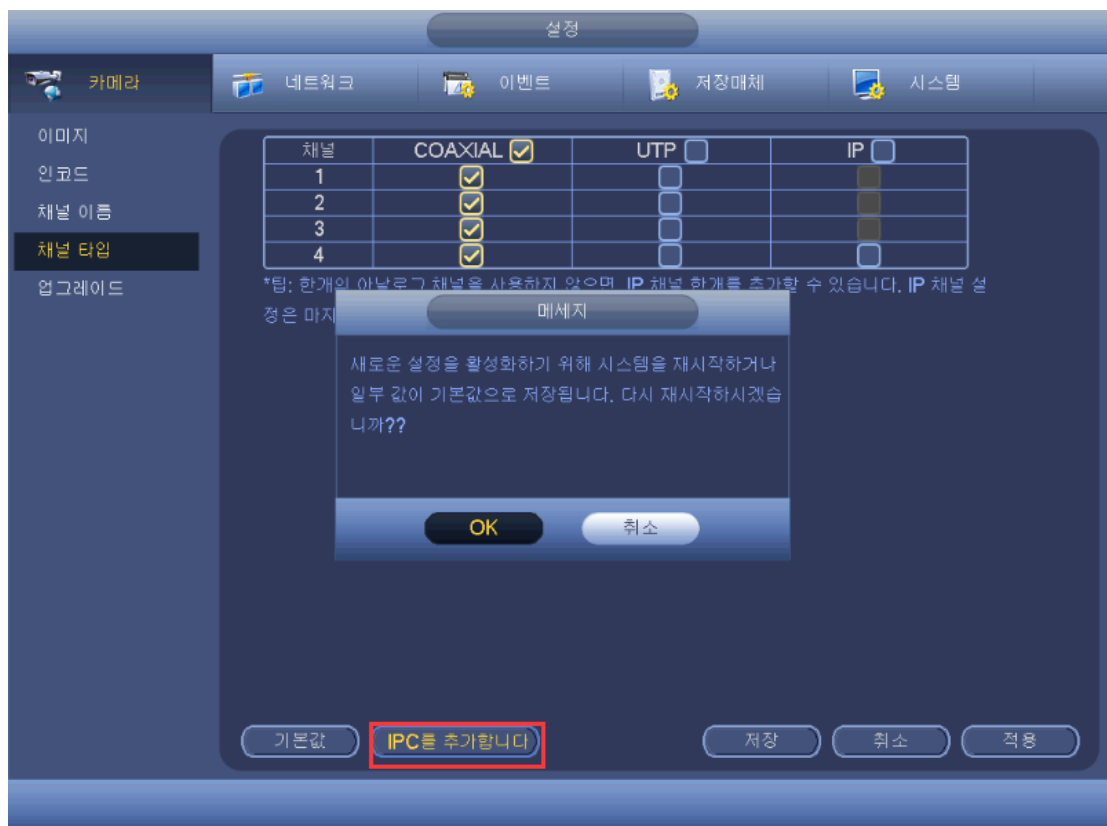 설정
카메라 네트워크 이벤트 저장매체 시스템
이미지
인코드
채널 이름
채널 타입
업그레이드
채널 COAXIAL UTP IP
1
2
3
4
*팁: 한개의 아날로그 채널을 사용하지 않으면 IP 채널 한개를 추가할 수 있습니다. IP 채널 설
정은 마지
메세지
새로운 설정을 활성화하기 위해 시스템을 재시작하거나
일부 값이 기본값으로 저장됩니다. 다시 재시작하시겠습
니까??
OK 취소
기본값 IPC를 추가합니다 저장 취소 적용